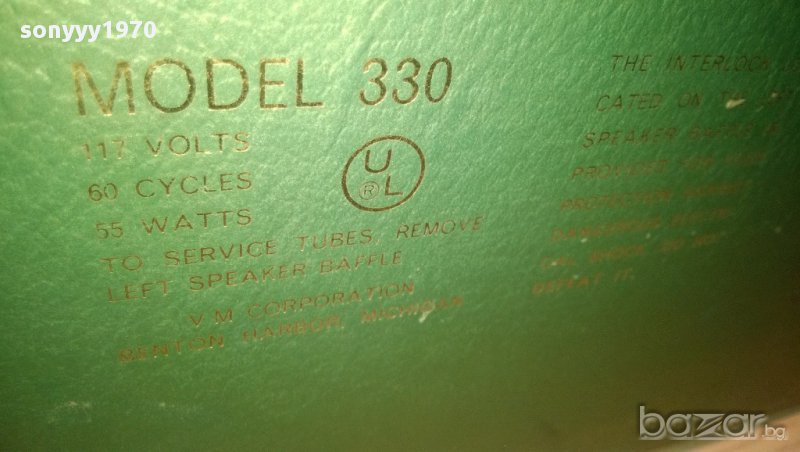 sonyyy1970
MODEL 330
117 VOLTS
60 CYCLES
55 WATTS
UL
®
TO SERVICE TUBES, REMOVE
LEFT SPEAKER BAFFLE
V M CORPORATION
BENTON HARBOR, MICHIGAN
THE INTERLOCK
CATED ON THE
SPEAKER BAFFLE
PROVIDED FOR YOUR
PROTECTION
DANGEROUS
CAL SHOCK. DO NOT
DEFEAT IT.
bazar.bg